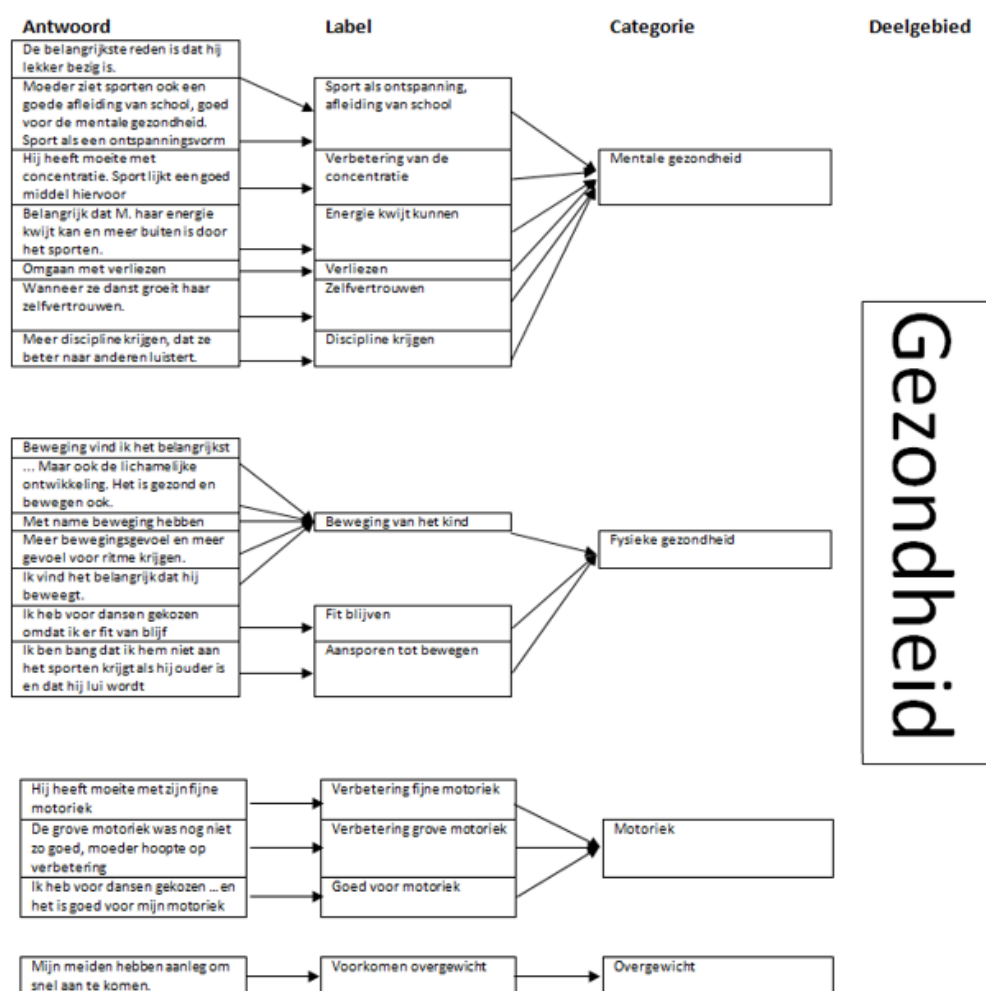 Antwoord
Label
Categorie
Deelgebied
De belangrijkste reden is dat hij
lekker bezig is.
Moeder ziet sporten ook een
goede afleiding van school, goed
voor de mentale gezondheid.
Sport als een ontspanningsvorm
Hij heeft moeite met
concentratie. Sport lijkt een goed
middel hiervoor
Belangrijk dat M. haar energie
kwijt kan en meer buiten is door
het sporten.
Omgaan met verliezen
Wanneer ze danst groeit haar
zelfvertrouwen.
Meer discipline krijgen, dat ze
beter naar anderen luistert.
Sport als ontspanning,
afleiding van school
Verbetering van de
concentratie
Energie kwijt kunnen
Verliezen
Zelfvertrouwen
Discipline krijgen
Mentale gezondheid
Beweging vind ik het belangrijkst
... Maar ook de lichamelijke
ontwikkeling. Het is gezond en
bewegen ook.
Met name beweging hebben
Meer bewegingsgevoel en meer
gevoel voor ritme krijgen.
Ik vind het belangrijk dat hij
beweegt.
Ik heb voor dansen gekozen
omdat ik er fit van blijf
Ik ben bang dat ik hem niet aan
het sporten krijgt als hij ouder is
en dat hij lui wordt
Beweging van het kind
Fit blijven
Aansporen tot bewegen
Fysieke gezondheid
Hij heeft moeite met zijn fijne
motoriek
De grove motoriek was nog niet
zo goed, moeder hoopte op
verbetering
Ik heb voor dansen gekozen ... en
het is goed voor mijn motoriek
Verbetering fijne motoriek
Verbetering grove motoriek
Goed voor motoriek
Motoriek
Mijn meiden hebben aanleg om
snel aan te komen.
Voorkomen overgewicht
Overgewicht
Gezondheid